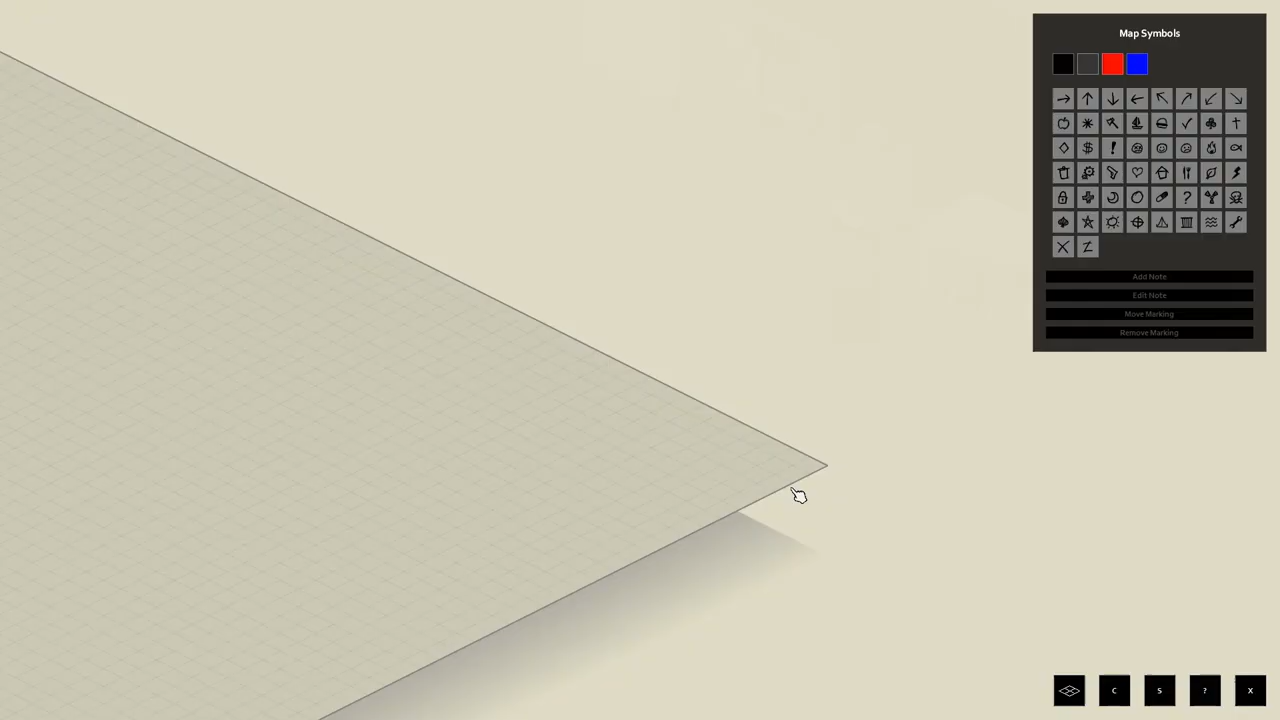 Map Symbols
Add Note
Edit Note
Move Marking
Remove Marking
C S ? X